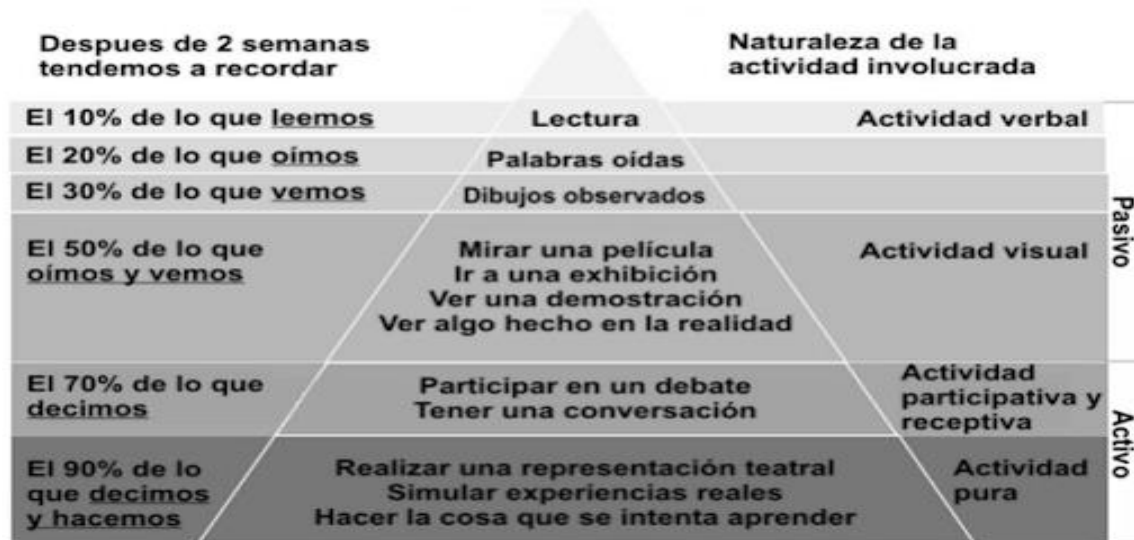 Despues de 2 semanas
tendemos a recordar
Naturaleza de la
actividad involucrada
El 10% de lo que leemos
Lectura
Actividad verbal
El 20% de lo que oímos
Palabras oídas
El 30% de lo que vemos
Dibujos observados
El 50% de lo que
oímos y vemos
Mirar una película
Ir a una exhibición
Ver una demostración
Ver algo hecho en la realidad
Actividad visual
Pasivo
El 70% de lo que
decimos
Participar en un debate
Tener una conversación
Actividad
participativa y
receptiva
El 90% de lo
que decimos
y hacemos
Realizar una representación teatral
Simular experiencias reales
Hacer la cosa que se intenta aprender
Actividad
pura
Activo